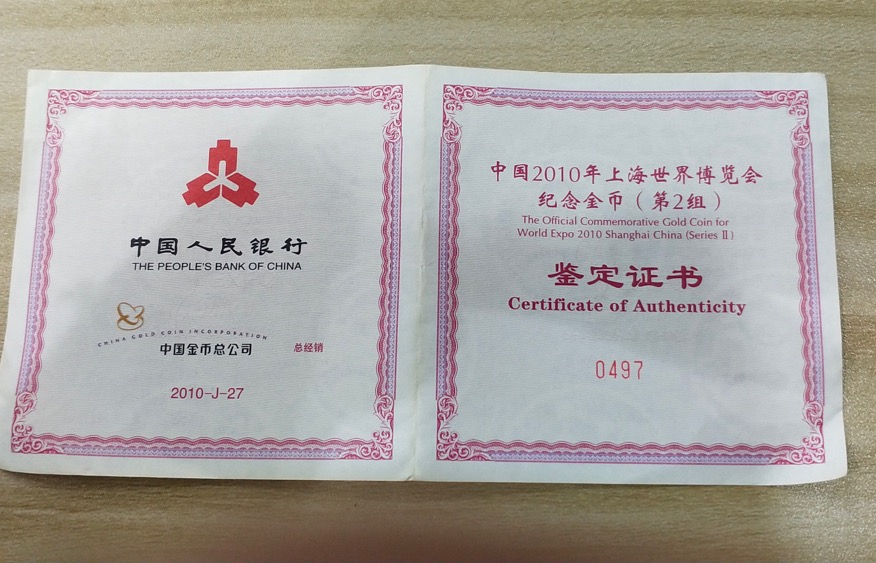 中国人民银行
THE PEOPLE'S BANK OF CHINA
CHINA GOLD COIN INCORPORATION
中国金币总公司 总经销
2010-J-27
中国2010年上海世界博览会
纪念金币（第2组）
The Official Commemorative Gold Coin for
World Expo 2010 Shanghai China (Series Ⅱ)
鉴定证书
Certificate of Authenticity
0497